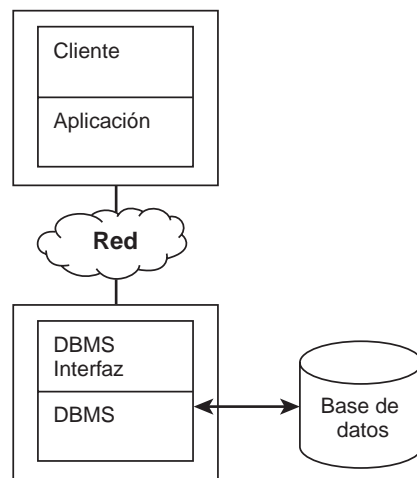 Cliente
Aplicación
Red
DBMS
Interfaz
DBMS
Base de
datos